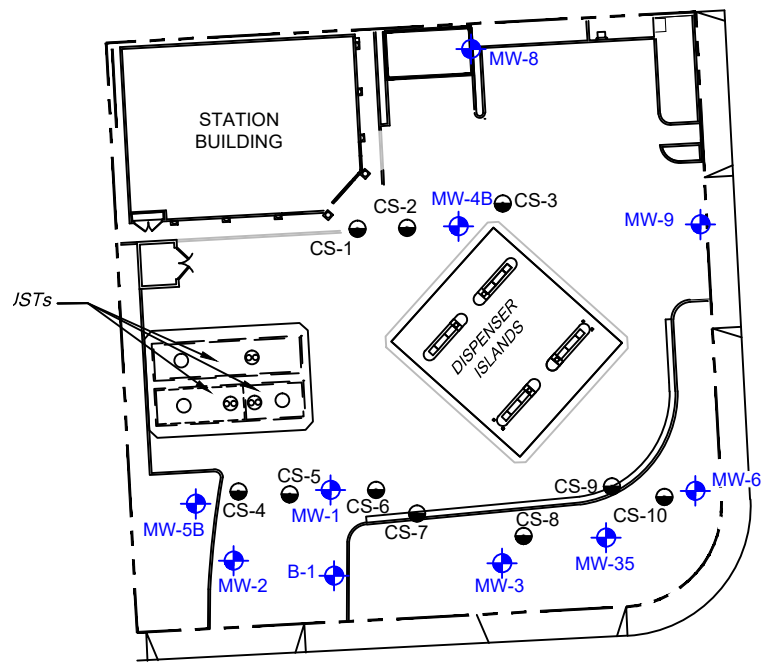 MW-8
STATION
BUILDING
CS-3
CS-2
MW-4B
MW-9
CS-1
JSTs
DISPENSER
ISLANDS
CS-5
CS-9
MW-6
CS-4
MW-1
CS-6
CS-10
MW-5B
CS-7
CS-8
MW-35
B-1
MW-2
MW-3